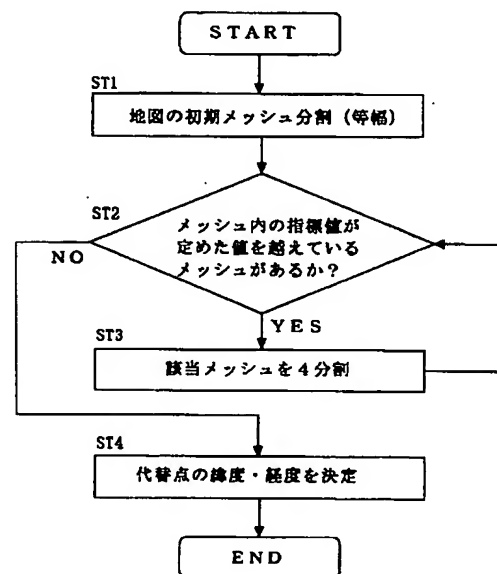 START
ST1
地図の初期メッシュ分割（等幅）
ST2
メッシュ内の指標値が
定めた値を越えている
メッシュがあるか？
NO
YES
ST3
該当メッシュを４分割
ST4
代替点の緯度・経度を決定
END